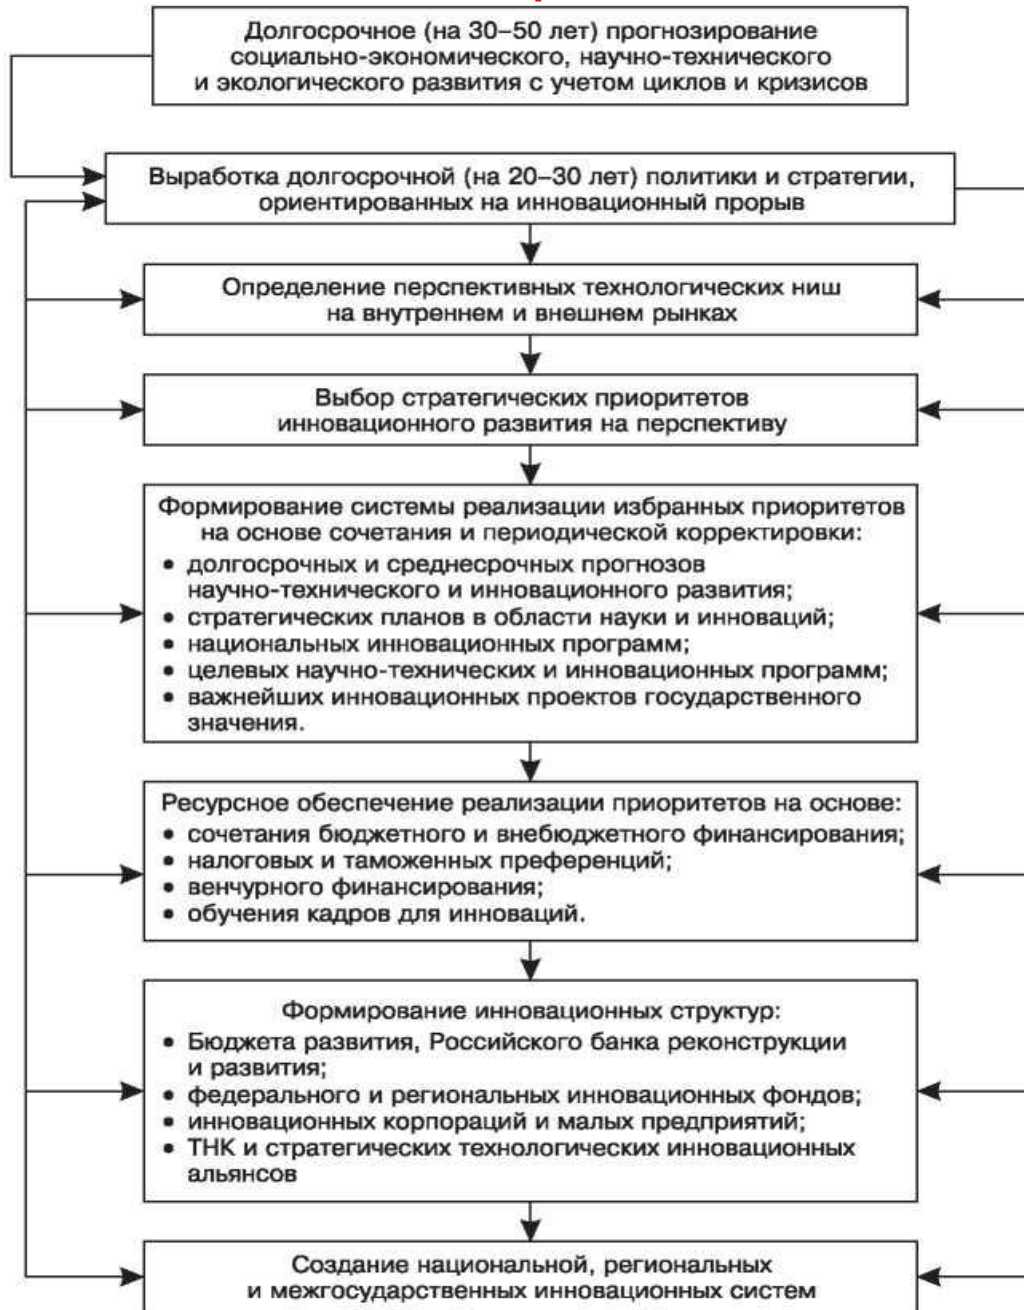 Долгосрочное (на 30–50 лет) прогнозирование
социально-экономического, научно-технического
и экологического развития с учетом циклов и кризисов
Выработка долгосрочной (на 20–30 лет) политики и стратегии,
ориентированных на инновационный прорыв
Определение перспективных технологических ниш
на внутреннем и внешнем рынках
Выбор стратегических приоритетов
инновационного развития на перспективу
Формирование системы реализации избранных приоритетов
на основе сочетания и периодической корректировки:
• долгосрочных и среднесрочных прогнозов
научно-технического и инновационного развития;
• стратегических планов в области науки и инноваций;
• национальных инновационных программ;
• целевых научно-технических и инновационных программ;
• важнейших инновационных проектов государственного
значения.
Ресурсное обеспечение реализации приоритетов на основе:
• сочетания бюджетного и внебюджетного финансирования;
• налоговых и таможенных преференций;
• венчурного финансирования;
• обучения кадров для инноваций.
Формирование инновационных структур:
• Бюджета развития, Российского банка реконструкции
и развития;
• федерального и региональных инновационных фондов;
• инновационных корпораций и малых предприятий;
• ТНК и стратегических технологических инновационных
альянсов
Создание национальной, региональных
и межгосударственных инновационных систем